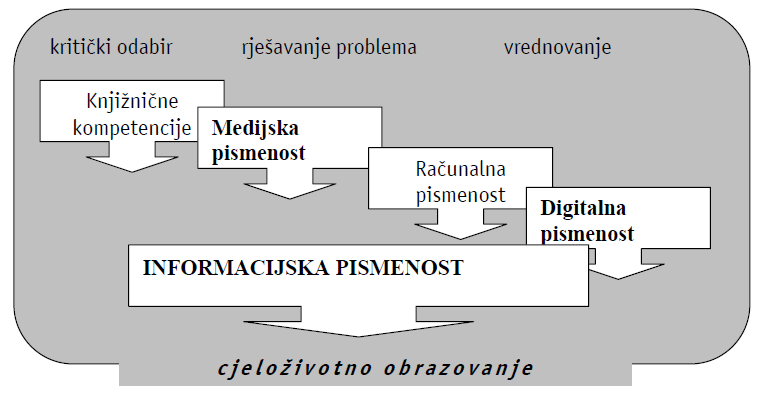 kritički odabir rješavanje problema vrednovanje
Knjižnične
kompetencije
Medijska
pismenost
Računalna
pismenost
Digitalna
pismenost
INFORMACIJSKA PISMENOST
cjeloživotno obrazovanje